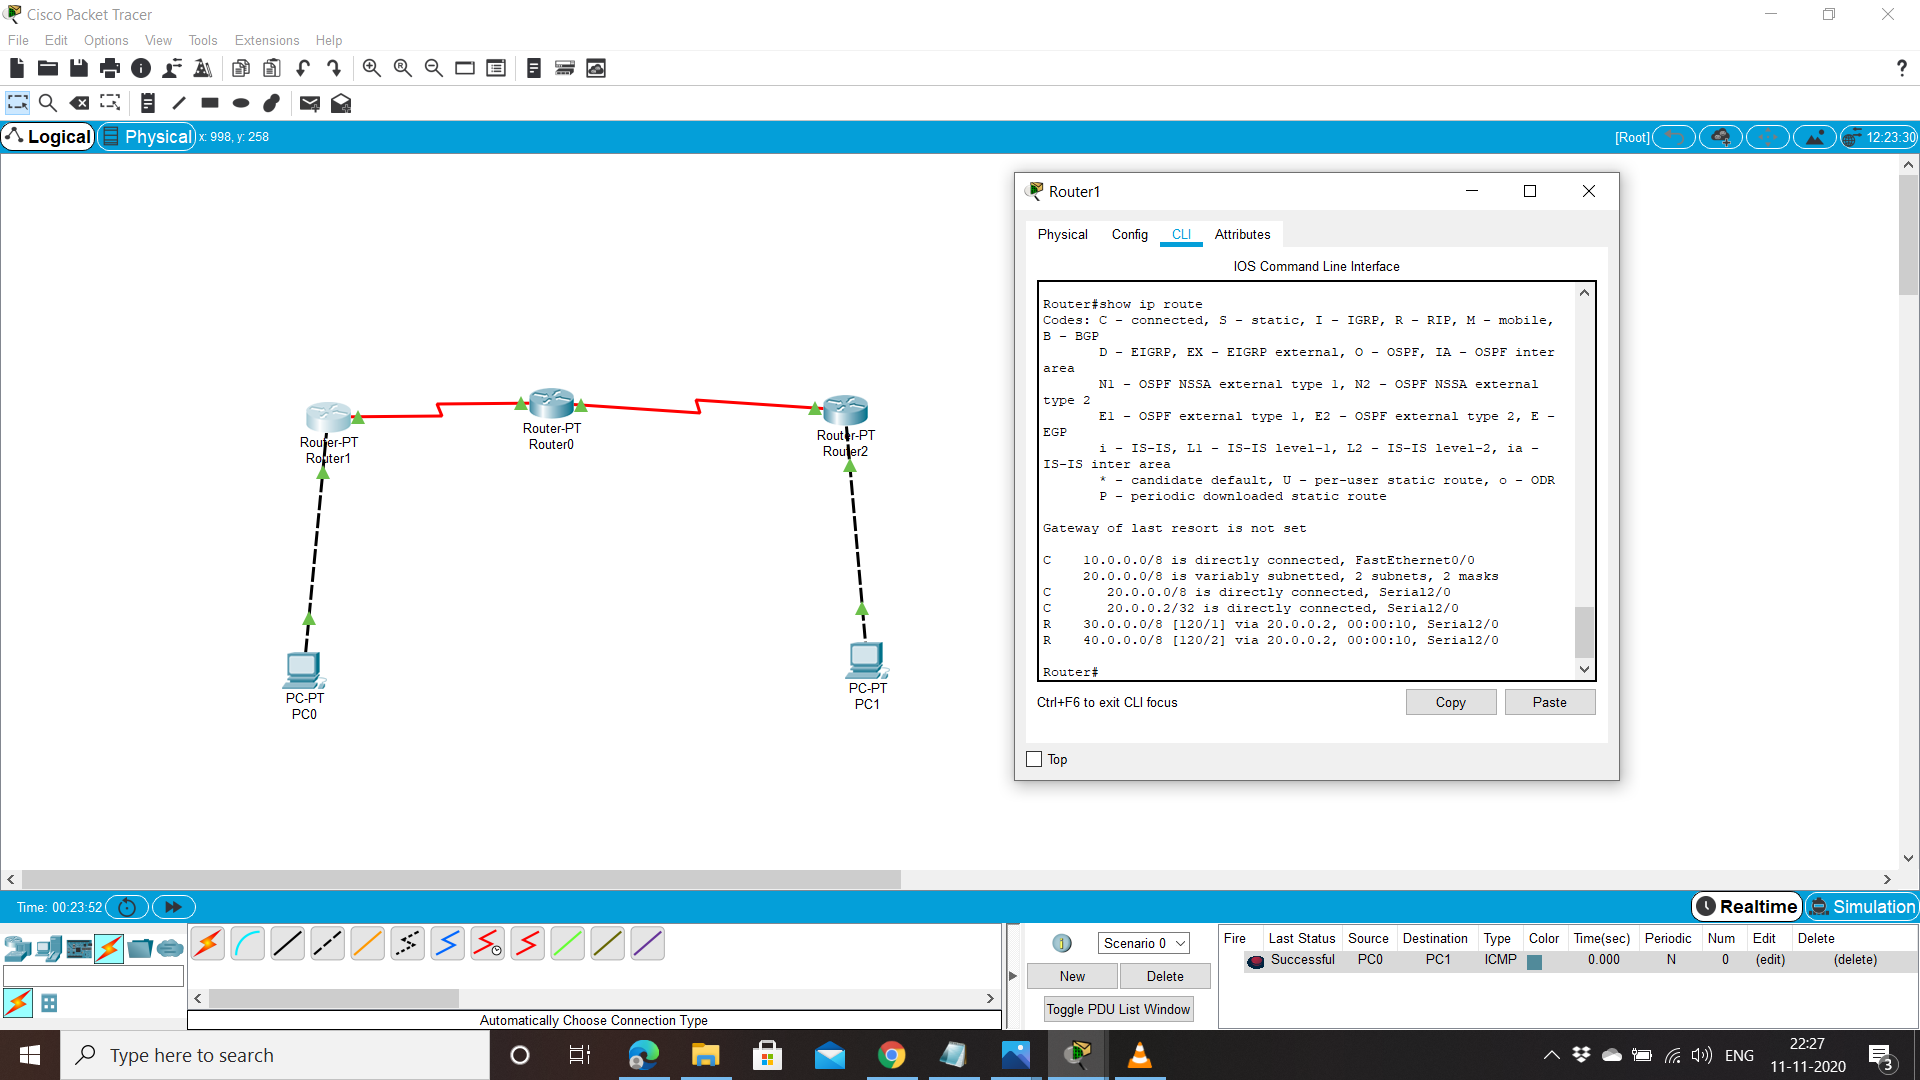 Cisco Packet Tracer
File Edit Options View Tools Extensions Help
?
Logical Physical x: 998, y: 258 [Root] 12:23:30
Router1
Physical Config CLI Attributes
IOS Command Line Interface
Router#show ip route
Codes: C - connected, S - static, I - IGRP, R - RIP, M - mobile,
B - BGP
D - EIGRP, EX - EIGRP external, O - OSPF, IA - OSPF inter
area
N1 - OSPF NSSA external type 1, N2 - OSPF NSSA external
type 2
E1 - OSPF external type 1, E2 - OSPF external type 2, E -
EGP
i - IS-IS, L1 - IS-IS level-1, L2 - IS-IS level-2, ia -
IS-IS inter area
* - candidate default, U - per-user static route, o - ODR
P - periodic downloaded static route
Gateway of last resort is not set
C 10.0.0.0/8 is directly connected, FastEthernet0/0
20.0.0.0/8 is variably subnetted, 2 subnets, 2 masks
C 20.0.0.0/8 is directly connected, Serial2/0
C 20.0.0.2/32 is directly connected, Serial2/0
R 30.0.0.0/8 [120/1] via 20.0.0.2, 00:00:10, Serial2/0
R 40.0.0.0/8 [120/2] via 20.0.0.2, 00:00:10, Serial2/0
Router#
Ctrl+F6 to exit CLI focus
Copy Paste
Top
Router-PT
Router1
Router-PT
Router0
Router-PT
Router2
PC-PT
PC0
PC-PT
PC1
Time: 00:23:52 Realtime Simulation
Automatically Choose Connection Type
Scenario 0
New Delete
Toggle PDU List Window
Fire Last Status Source Destination Type Color Time(sec) Periodic Num Edit Delete
Successful PC0 PC1 ICMP 0.000 N 0 (edit) (delete)
Type here to search
ENG
22:27
11-11-2020
3